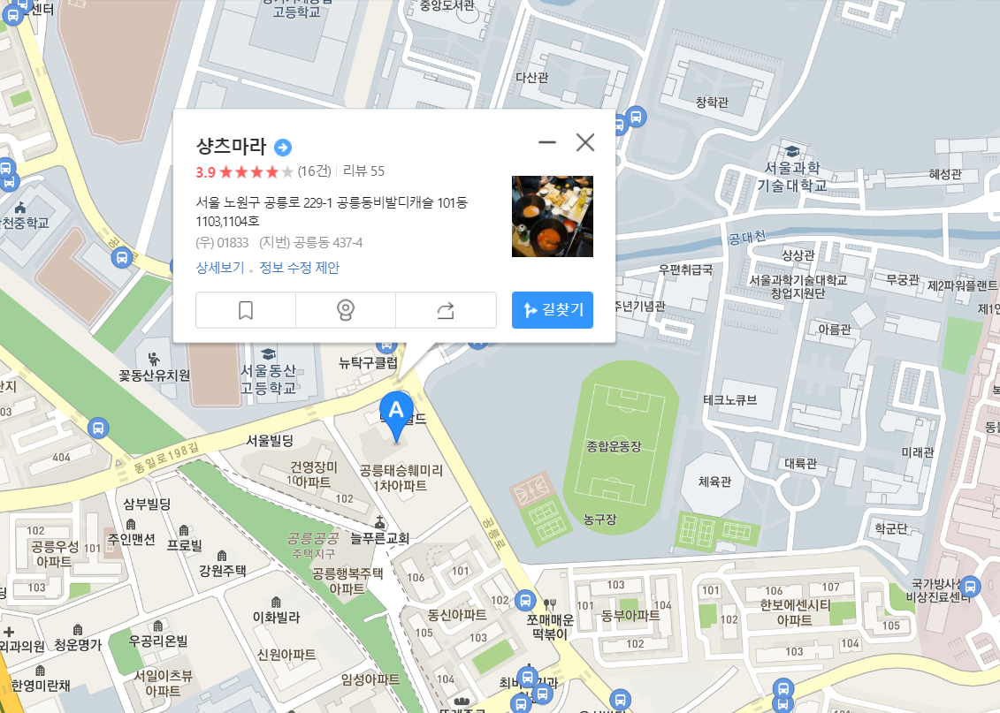 센터
고등학교
중앙도서관
다산관
창학관
서울과학
기술대학교
혜성관
공대천
천중학교
샹츠마라
3.9 (16건) 리뷰 55
서울 노원구 공릉로 229-1 공릉동비발디캐슬 101동
1103,1104호
(우) 01833 (지번) 공릉동 437-4
상세보기 정보 수정 제안
길찾기
상상관
우편취급국
서울과학기술대학교
창업지원단
무궁관
제2파워플랜트
주년기념관
아름관
꽃동산유치원
서울동산
고등학교
뉴탁구클럽
A
테크노큐브
404
동일로198길
서울빌딩
건영장미
아파트
102
공릉태승훼미리
1차아파트
종합운동장
체육관
대륙관
미래관
농구장
학군단
삼부빌딩
주인맨션
프로빌
강원주택
102
공릉우성
아파트
101
103
공릉공공
주택지구
늘푸른교회
공릉행복주택
아파트
공릉로
106
101
102
동신아파트
105
103
104
이화빌라
신원아파트
임성아파트
외과의원
청운명가
우공리온빌
한영미란채
서일이츠뷰
아파트
쪼매매운
떡볶이
103
101
동부아파트
104
102
101
102
106
107
한보에센시티
아파트
105
104
103
국가방사선
비상진료센터
101
102